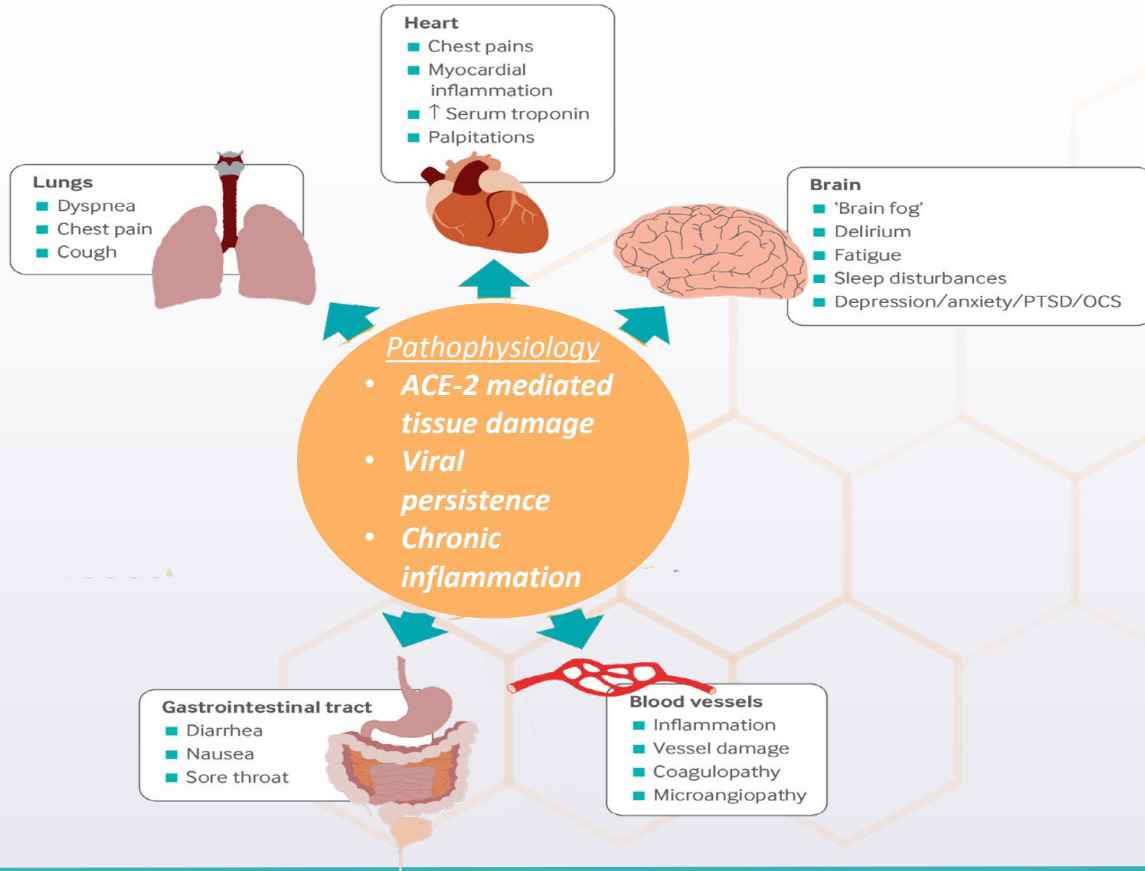 Heart
■ Chest pains
■ Myocardial
inflammation
■ ↑ Serum troponin
■ Palpitations
Lungs
■ Dyspnea
■ Chest pain
■ Cough
Brain
■ 'Brain fog'
■ Delirium
■ Fatigue
■ Sleep disturbances
■ Depression/anxiety/PTSD/OCS
Pathophysiology
• ACE-2 mediated
tissue damage
• Viral
persistence
• Chronic
inflammation
Gastrointestinal tract
■ Diarrhea
■ Nausea
■ Sore throat
Blood vessels
■ Inflammation
■ Vessel damage
■ Coagulopathy
■ Microangiopathy